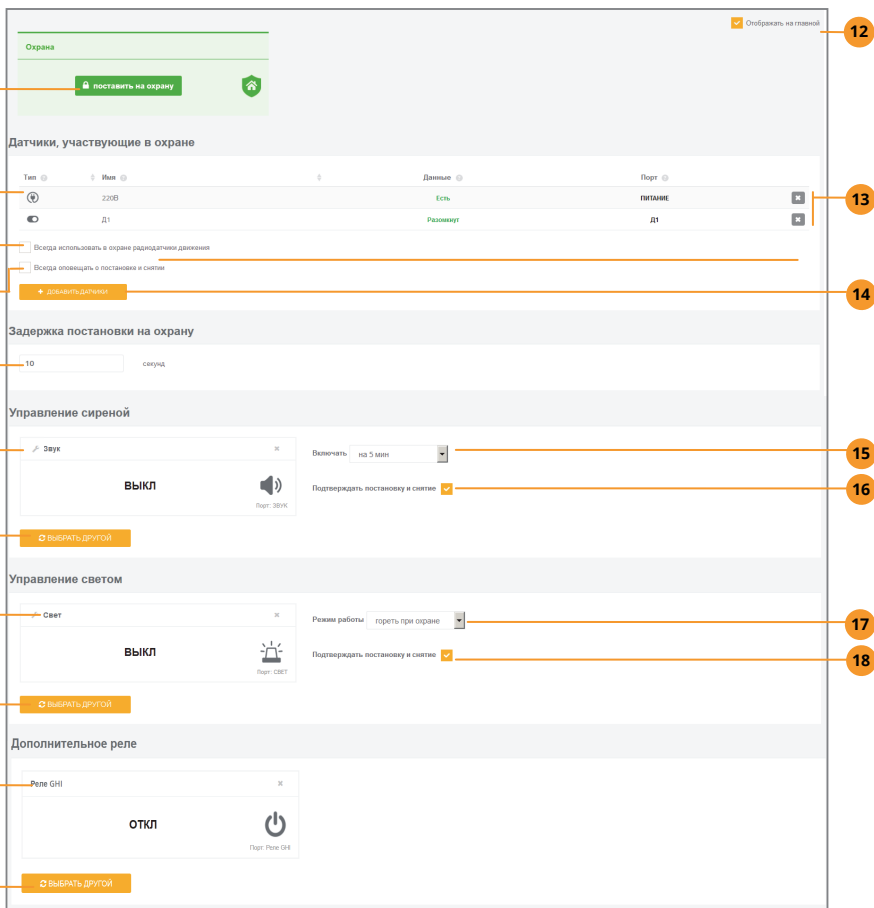 Отображать на главной
12
Охрана
поставить на охрану
Датчики, участвующие в охране
Тип Имя Данные Порт
220В Есть ПИТАНИЕ
13
Д1 Разомкнут Д1
Всегда использовать в охране радиодатчики движения
Всегда оповещать о постановке и снятии
+ ДОБАВИТЬ ДАТЧИКИ
14
Задержка постановки на охрану
10 секунд
Управление сиреной
Звук
Включать на 5 мин
15
ВЫКЛ
Подтверждать постановку и снятие
16
Порт: ЗВУК
ВЫБРАТЬ ДРУГОЙ
Управление светом
Свет
Режим работы гореть при охране
17
ВЫКЛ
Подтверждать постановку и снятие
18
Порт: СВЕТ
ВЫБРАТЬ ДРУГОЙ
Дополнительное реле
Реле GHI
ОТКЛ
Порт: Реле GHI
ВЫБРАТЬ ДРУГОЙ